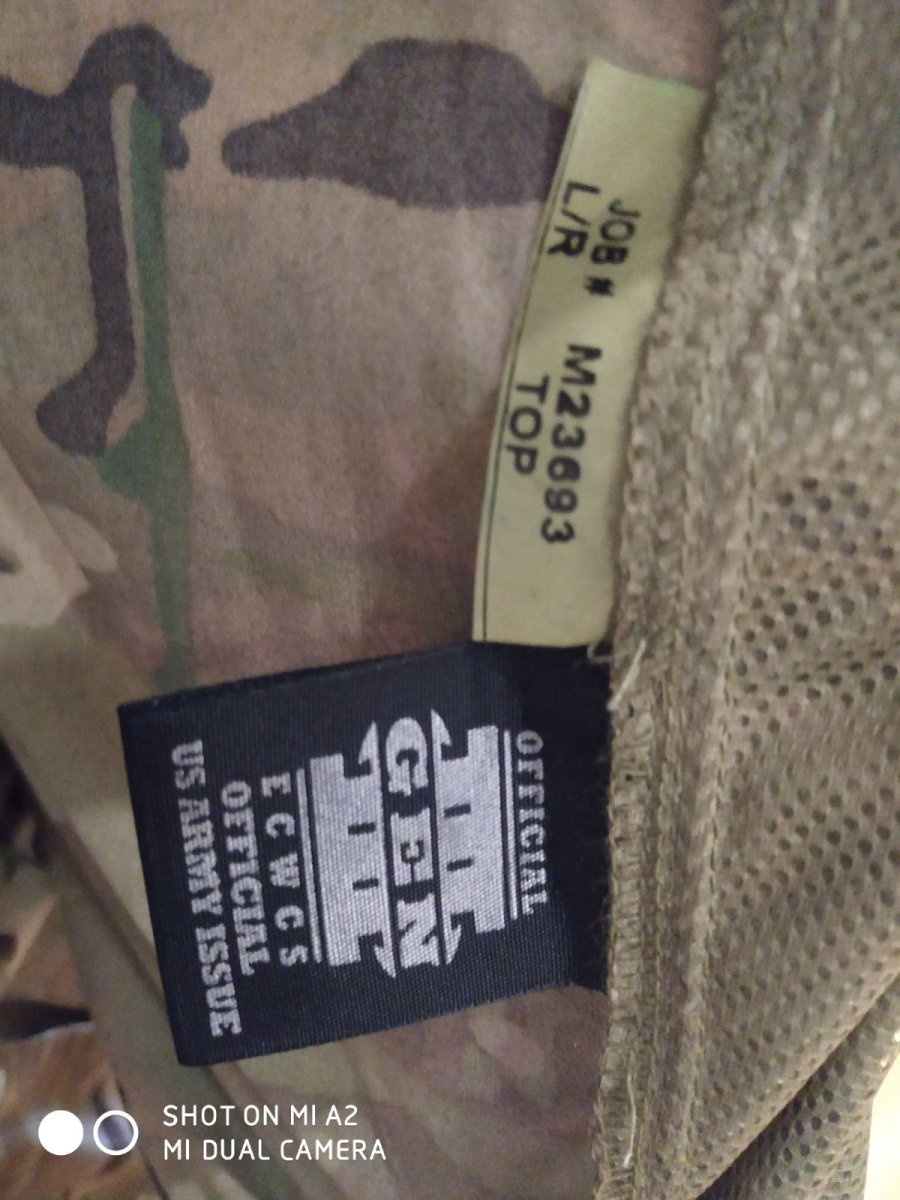 JOB # M23693
L/R TOP
OFFICIAL
GEN
III
ECWCS
OFFICIAL
US ARMY ISSUE
SHOT ON MI A2
MI DUAL CAMERA